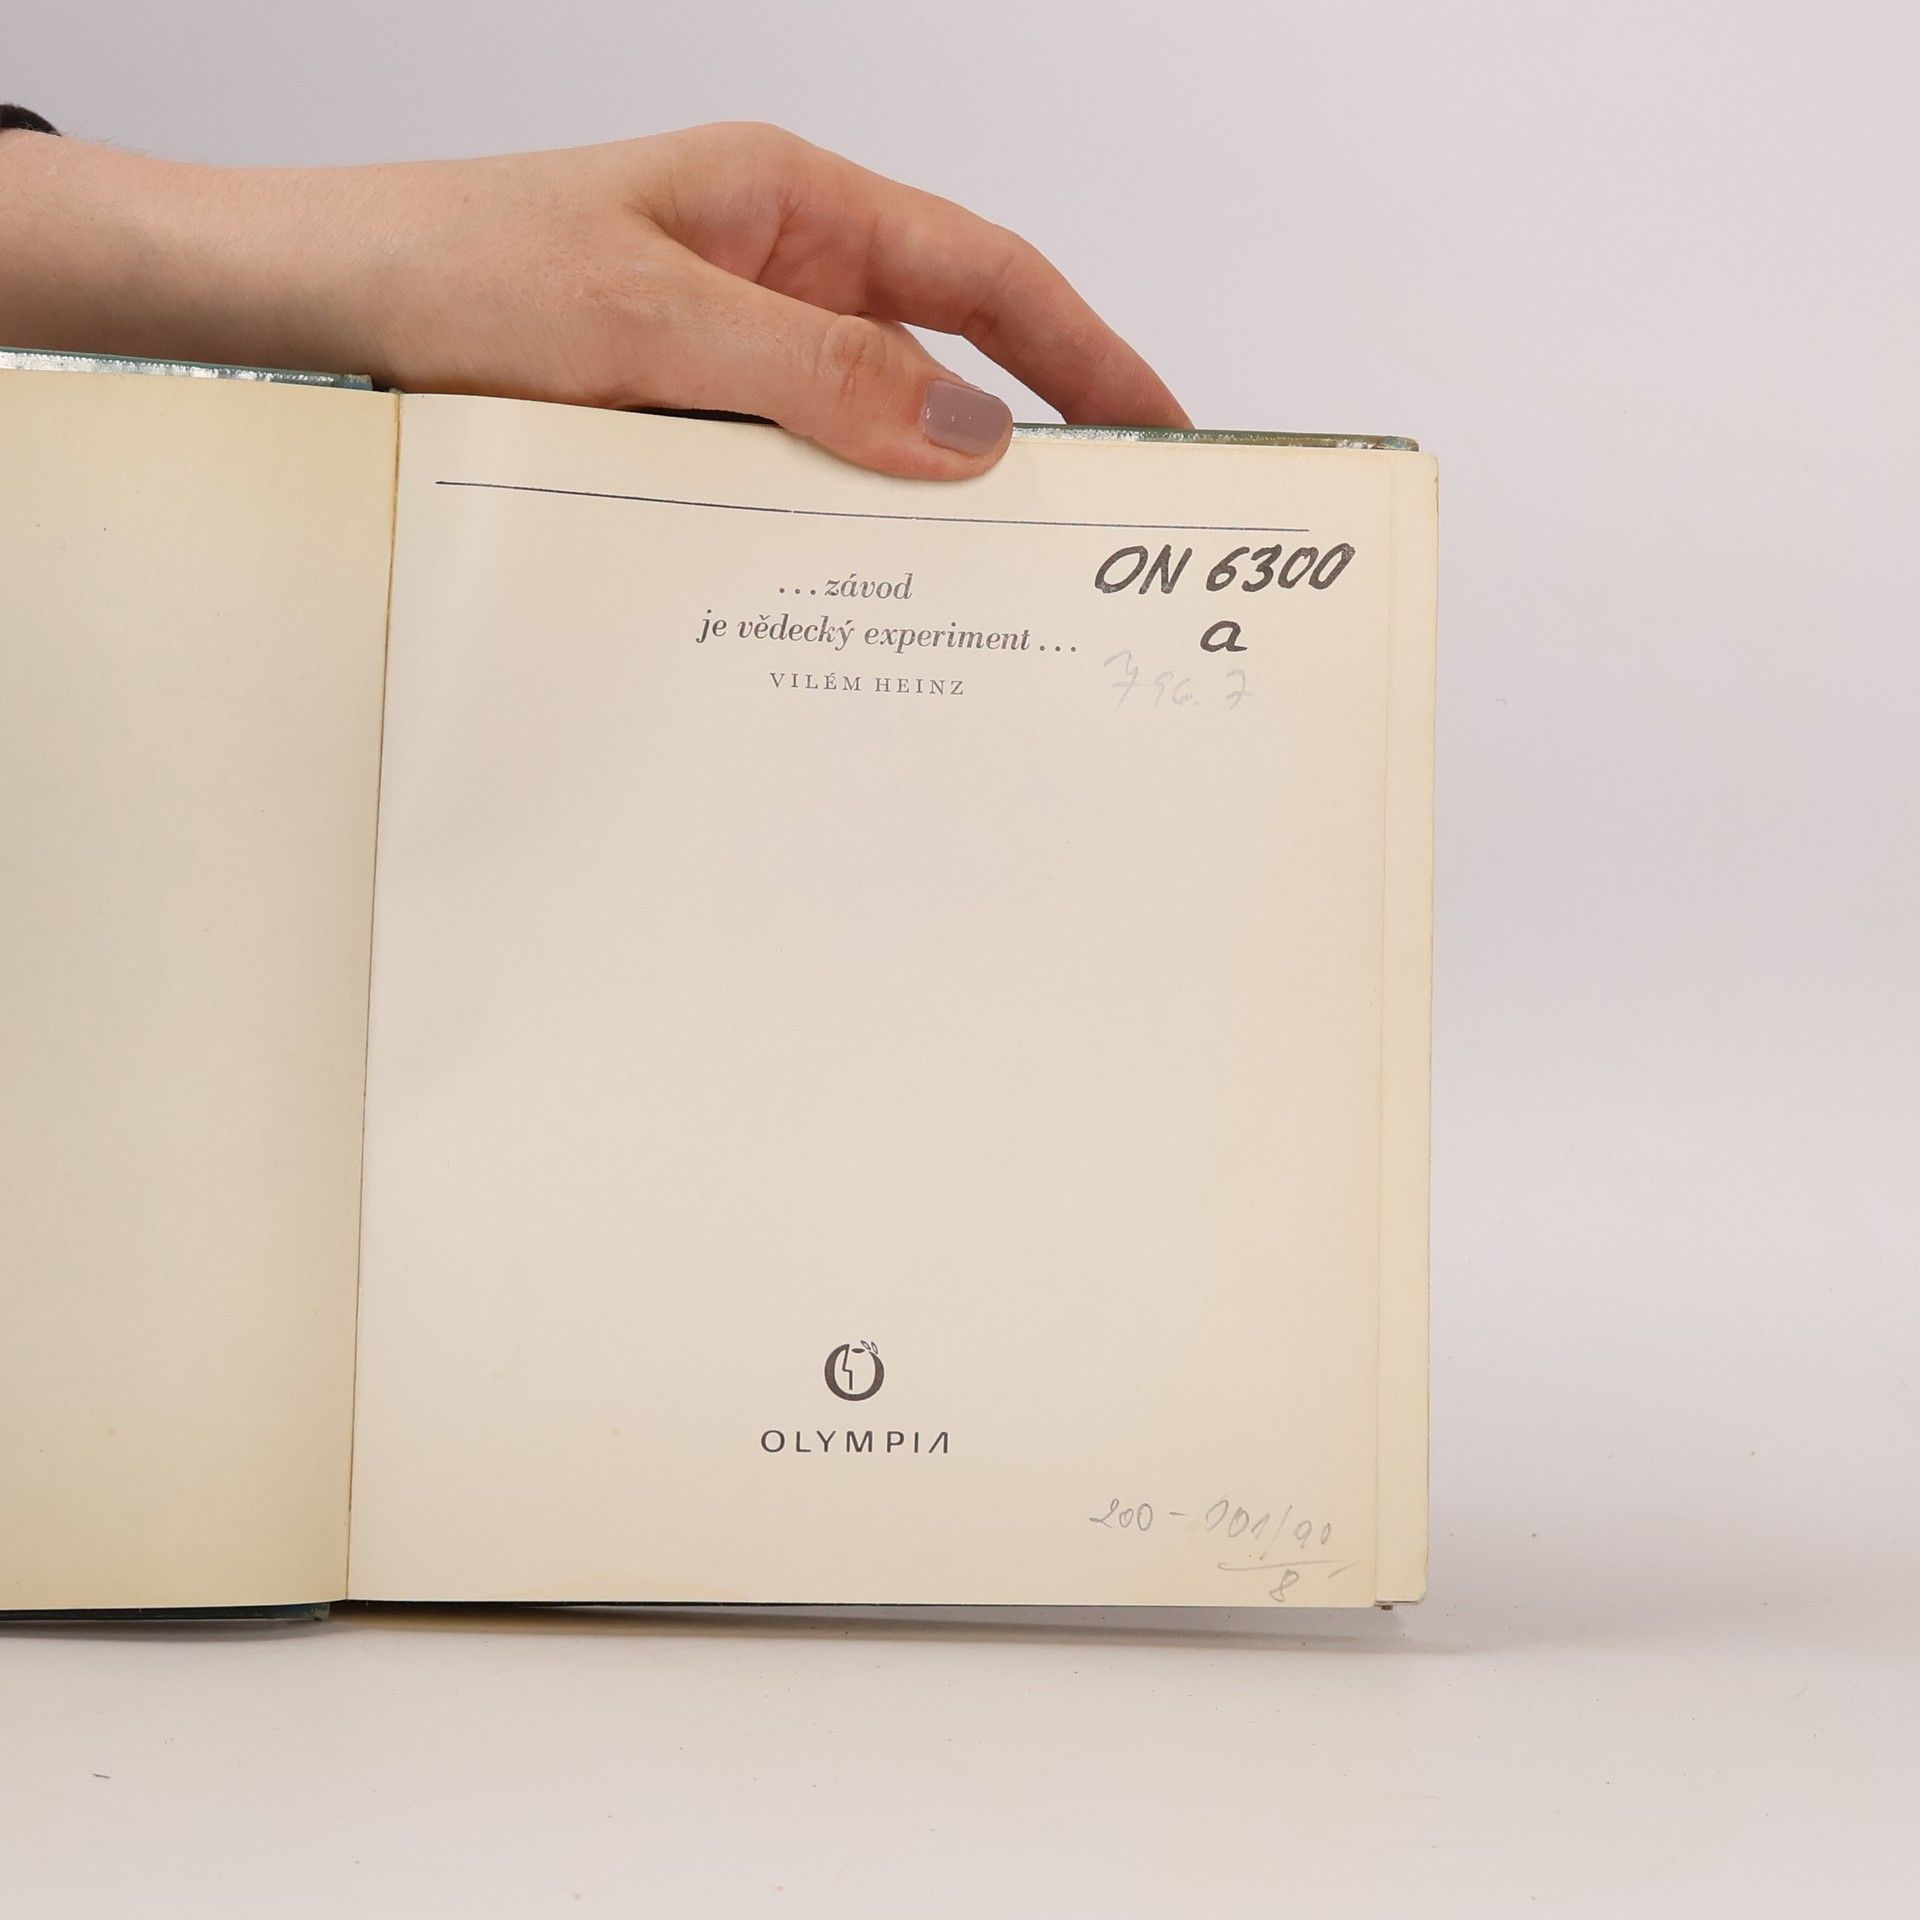 ...závod
je vědecký experiment...
VILÉM HEINZ
ON 6300
a
796.7
OLYMPIA
200 - 001/90
8